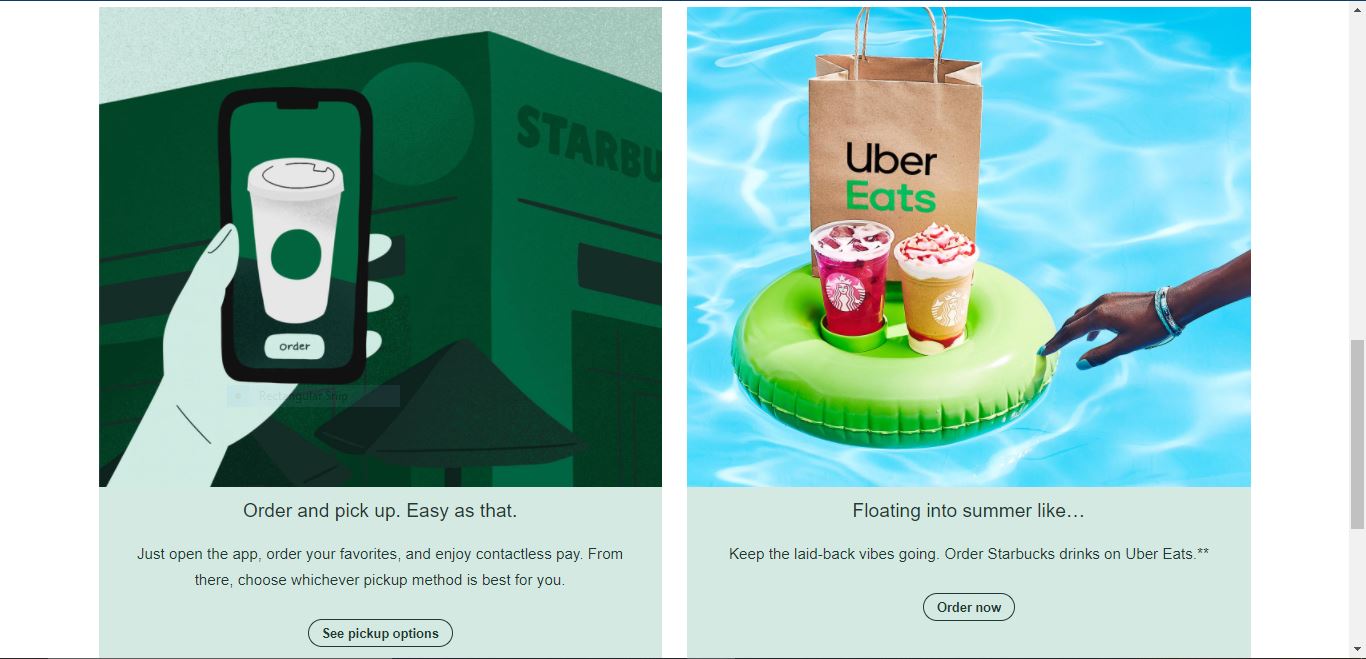 STARBU
Order
Rectangular Snip
Order and pick up. Easy as that.
Just open the app, order your favorites, and enjoy contactless pay. From
there, choose whichever pickup method is best for you.
See pickup options
Uber
Eats
Floating into summer like…
Keep the laid-back vibes going. Order Starbucks drinks on Uber Eats.**
Order now